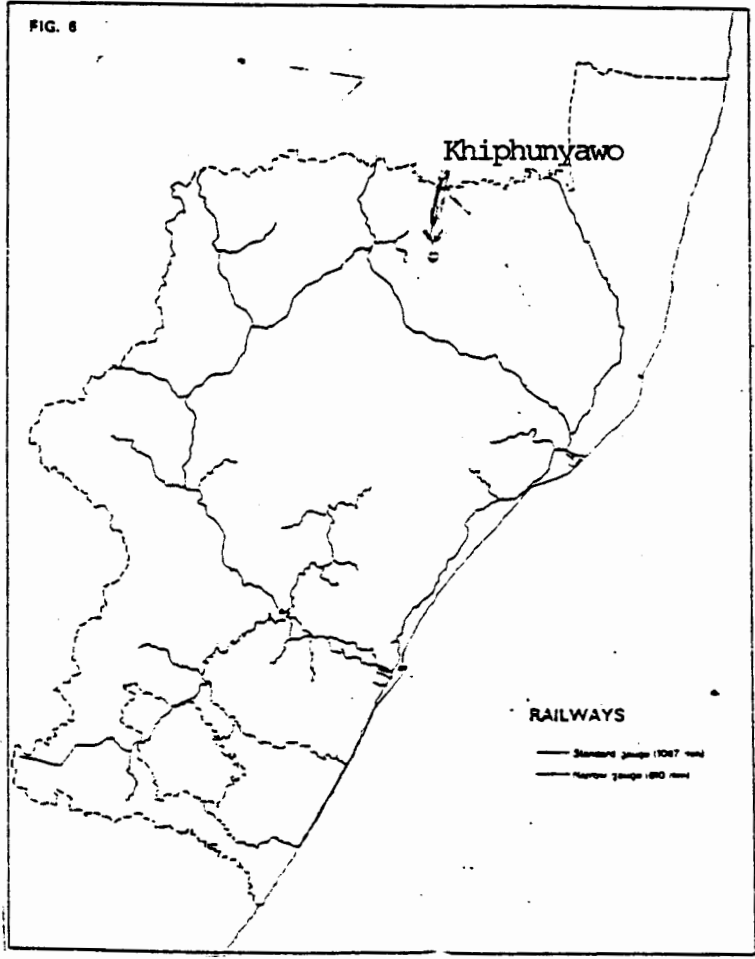 FIG. 6
Khiphunyawo
RAILWAYS
Standard gauge (1067 mm)
Narrow gauge (610 mm)